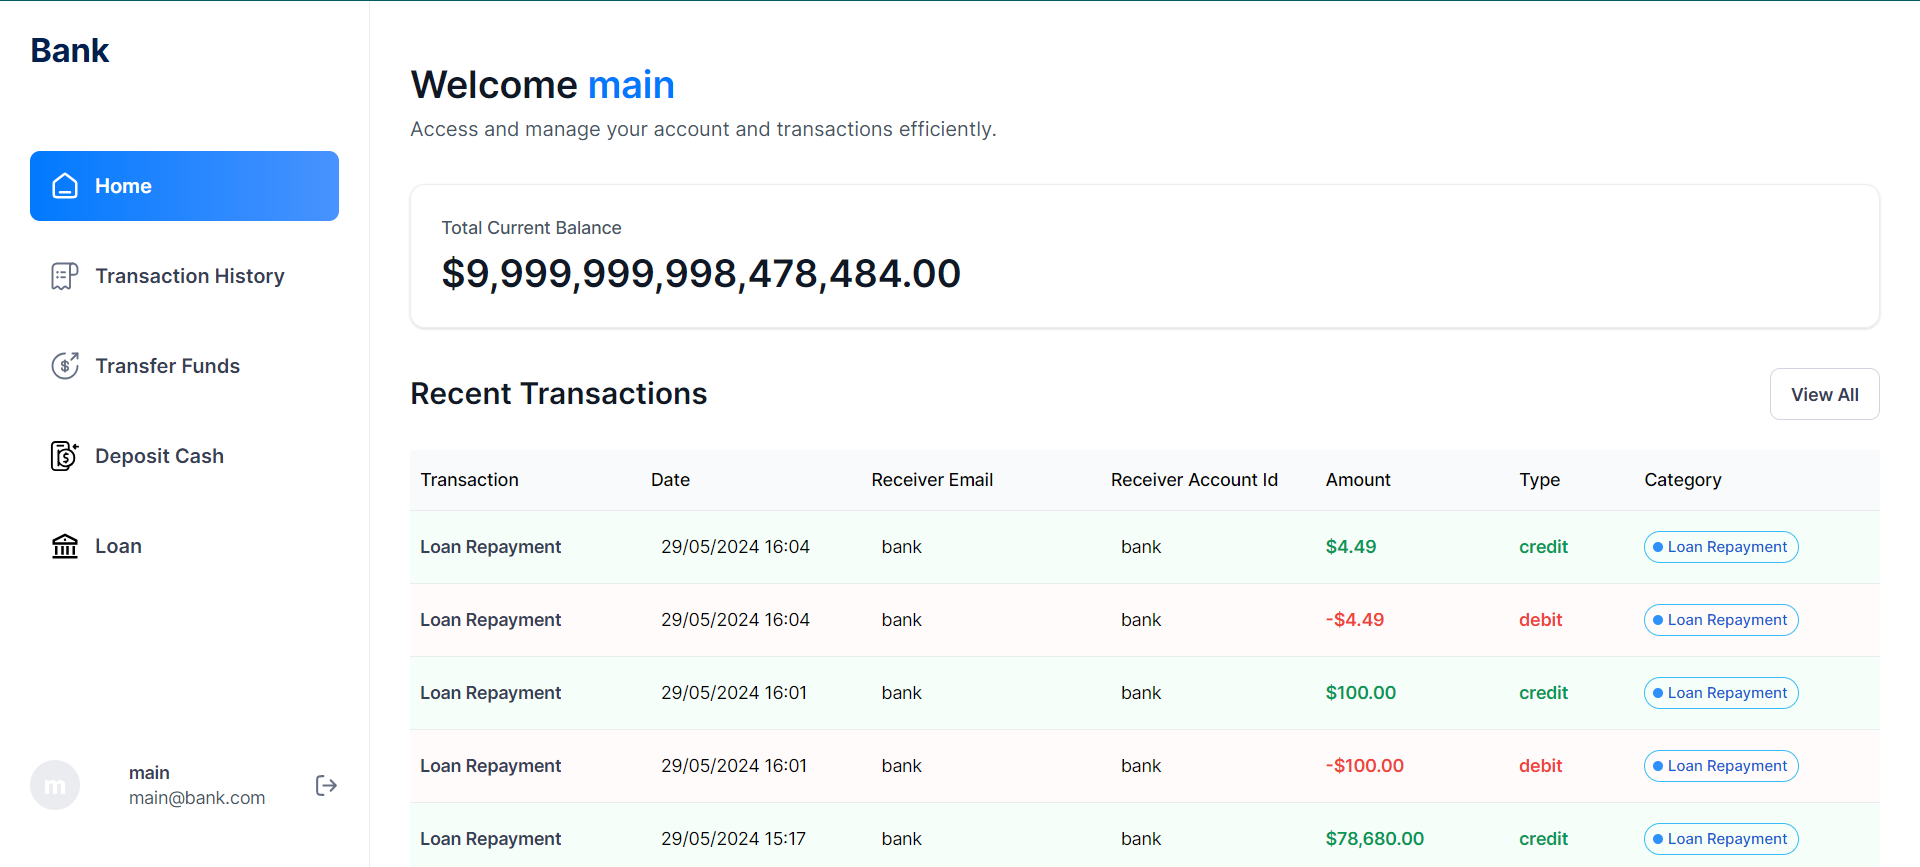 Bank
Home
Transaction History
Transfer Funds
Deposit Cash
Loan
m
main
main@bank.com
Welcome main
Access and manage your account and transactions efficiently.
Total Current Balance
$9,999,999,998,478,484.00
Recent Transactions
View All
Transaction Date Receiver Email Receiver Account Id Amount Type Category
Loan Repayment 29/05/2024 16:04 bank bank $4.49 credit Loan Repayment
Loan Repayment 29/05/2024 16:04 bank bank -$4.49 debit Loan Repayment
Loan Repayment 29/05/2024 16:01 bank bank $100.00 credit Loan Repayment
Loan Repayment 29/05/2024 16:01 bank bank -$100.00 debit Loan Repayment
Loan Repayment 29/05/2024 15:17 bank bank $78,680.00 credit Loan Repayment